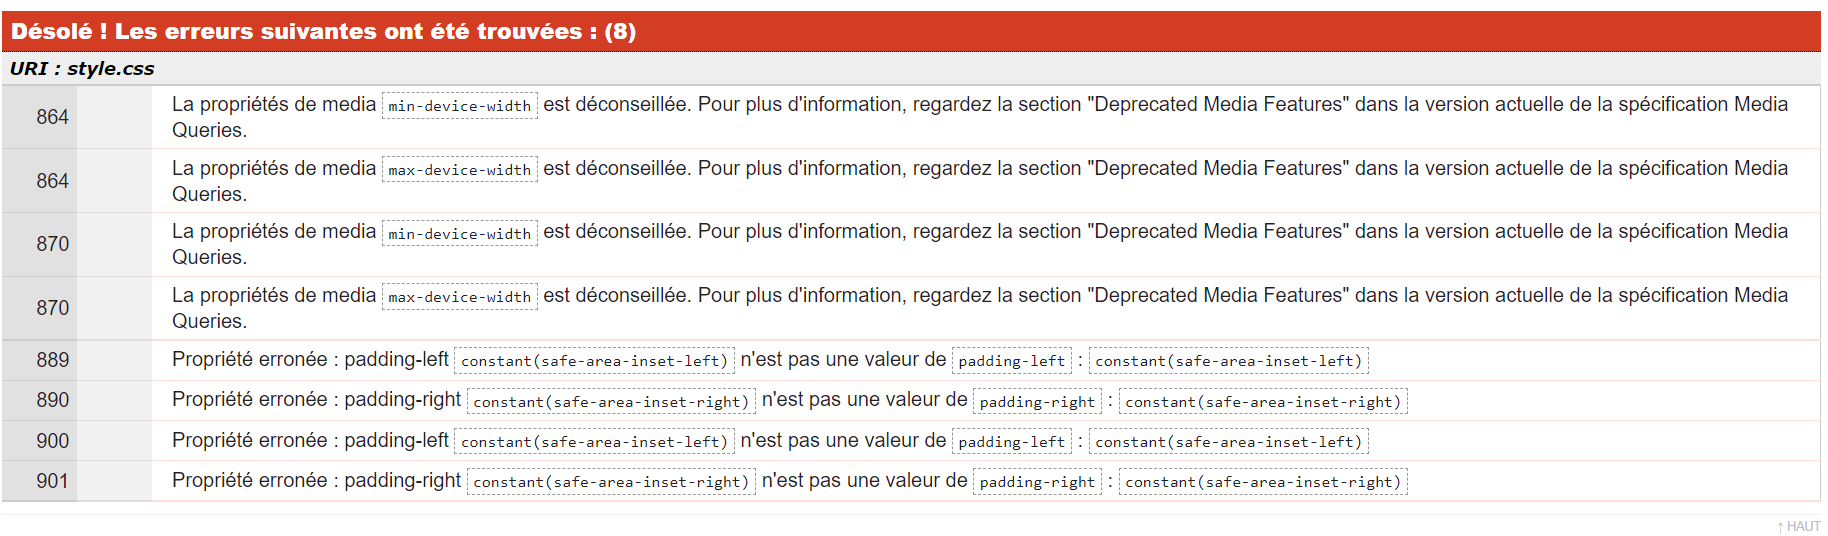 Désolé ! Les erreurs suivantes ont été trouvées : (8)
URI : style.css
864 La propriétés de media min-device-width est déconseillée. Pour plus d'information, regardez la section "Deprecated Media Features" dans la version actuelle de la spécification Media
Queries.
864 La propriétés de media max-device-width est déconseillée. Pour plus d'information, regardez la section "Deprecated Media Features" dans la version actuelle de la spécification Media
Queries.
870 La propriétés de media min-device-width est déconseillée. Pour plus d'information, regardez la section "Deprecated Media Features" dans la version actuelle de la spécification Media
Queries.
870 La propriétés de media max-device-width est déconseillée. Pour plus d'information, regardez la section "Deprecated Media Features" dans la version actuelle de la spécification Media
Queries.
889 Propriété erronée : padding-left constant(safe-area-inset-left) n'est pas une valeur de padding-left : constant(safe-area-inset-left)
890 Propriété erronée : padding-right constant(safe-area-inset-right) n'est pas une valeur de padding-right : constant(safe-area-inset-right)
900 Propriété erronée : padding-left constant(safe-area-inset-left) n'est pas une valeur de padding-left : constant(safe-area-inset-left)
901 Propriété erronée : padding-right constant(safe-area-inset-right) n'est pas une valeur de padding-right : constant(safe-area-inset-right)
↑ HAUT